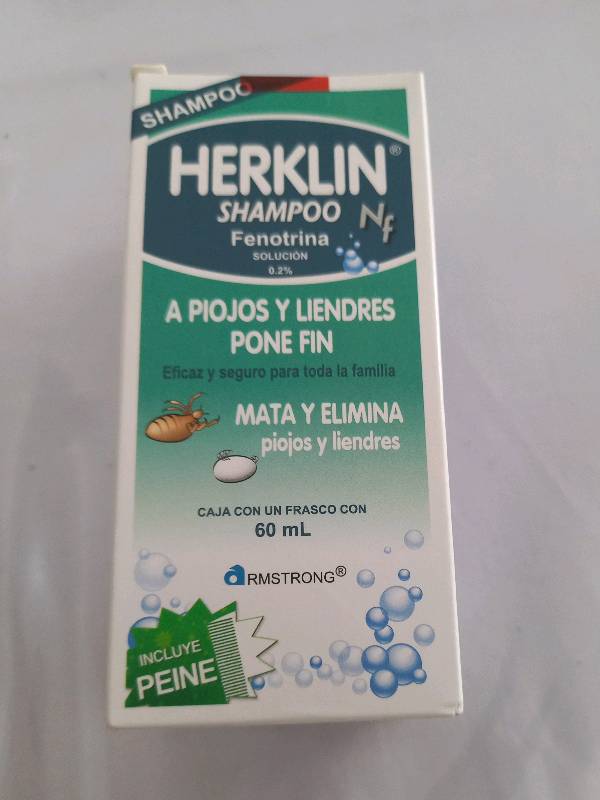 SHAMPOO
HERKLIN®
SHAMPOO Nf
Fenotrina
SOLUCIÓN
0.2%
A PIOJOS Y LIENDRES
PONE FIN
Eficaz y seguro para toda la familia
MATA Y ELIMINA
piojos y liendres
CAJA CON UN FRASCO CON
60 mL
ARMSTRONG®
INCLUYE
PEINE